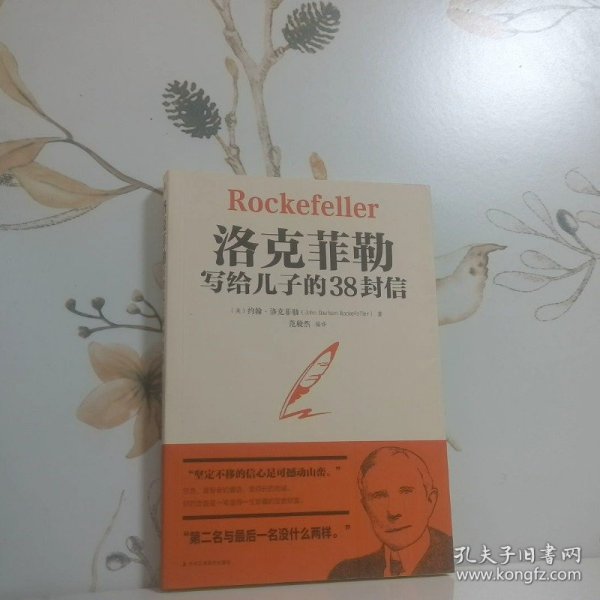 Rockefeller
洛克菲勒
写给儿子的38封信
（美）约翰·洛克菲勒（John Davison Rockefeller） 著
范毅然 编译
“坚定不移的信心是可撼动山峦。”
“第二名与最后一名没什么两样。”
孔夫子旧书网
www.kongfz.com